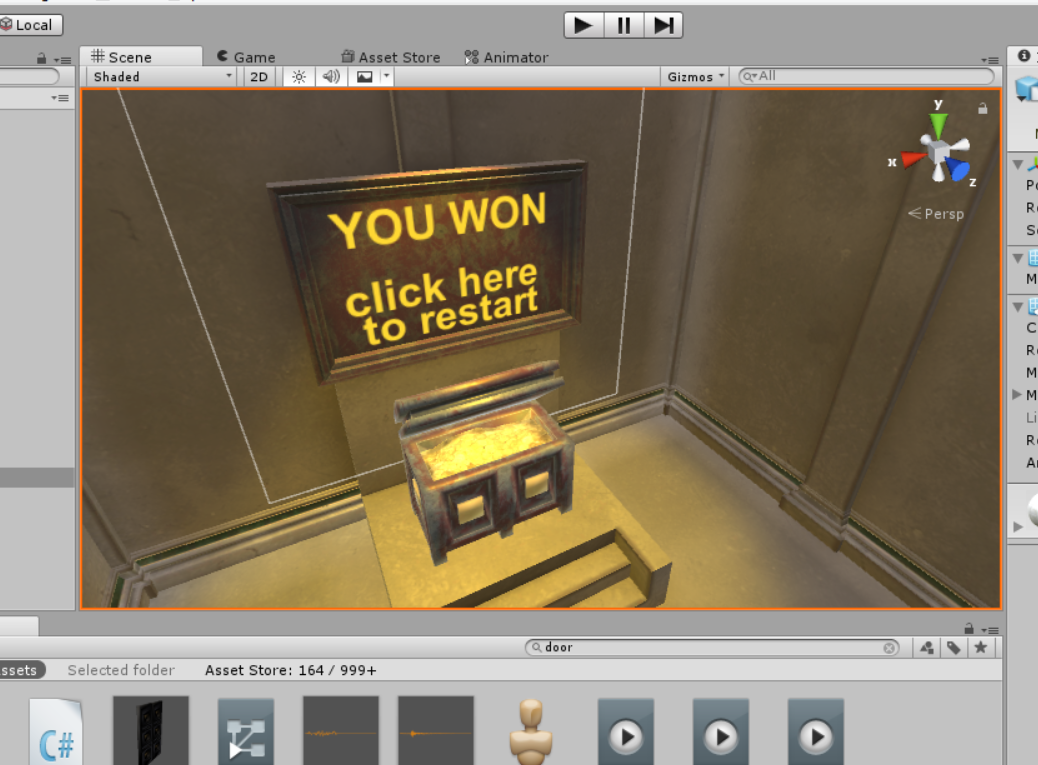 Local
Scene
Game
Asset Store
Animator
Shaded
2D
Gizmos
All
y
x
z
Persp
YOU WON
click here
to restart
door
Selected folder
Asset Store: 164 / 999+
C#